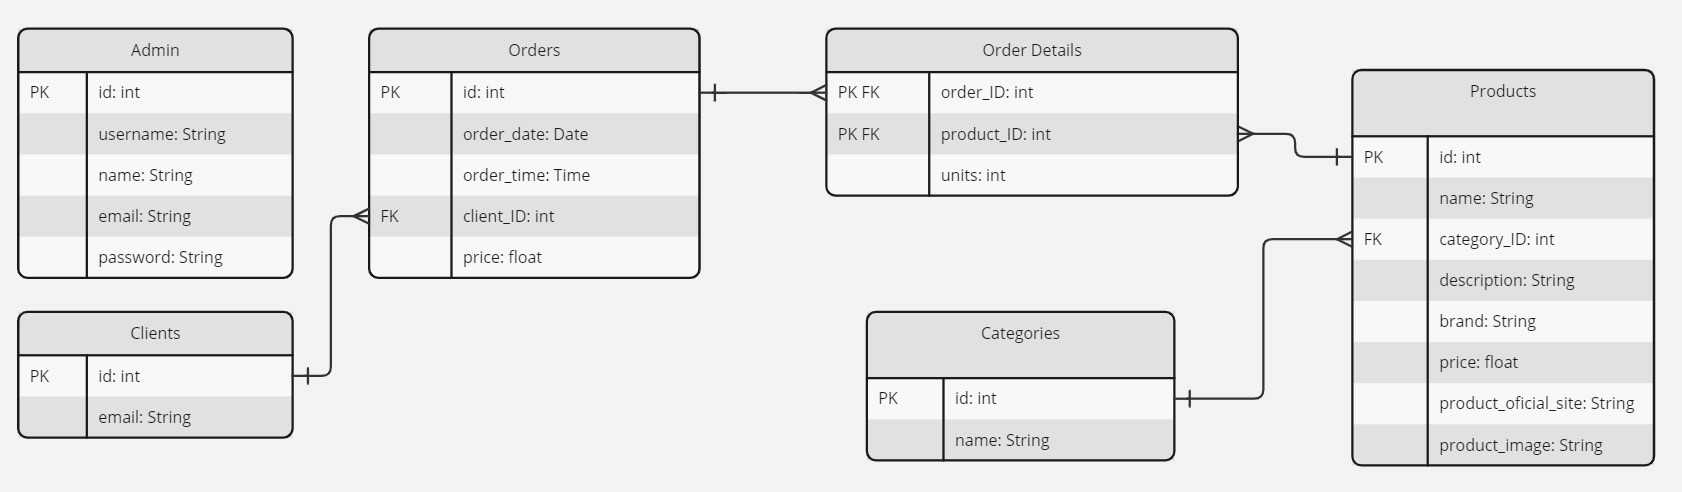 Admin
PK id: int
username: String
name: String
email: String
password: String
Clients
PK id: int
email: String
Orders
PK id: int
order_date: Date
order_time: Time
FK client_ID: int
price: float
Order Details
PK FK order_ID: int
PK FK product_ID: int
units: int
Categories
PK id: int
name: String
Products
PK id: int
name: String
FK category_ID: int
description: String
brand: String
price: float
product_oficial_site: String
product_image: String